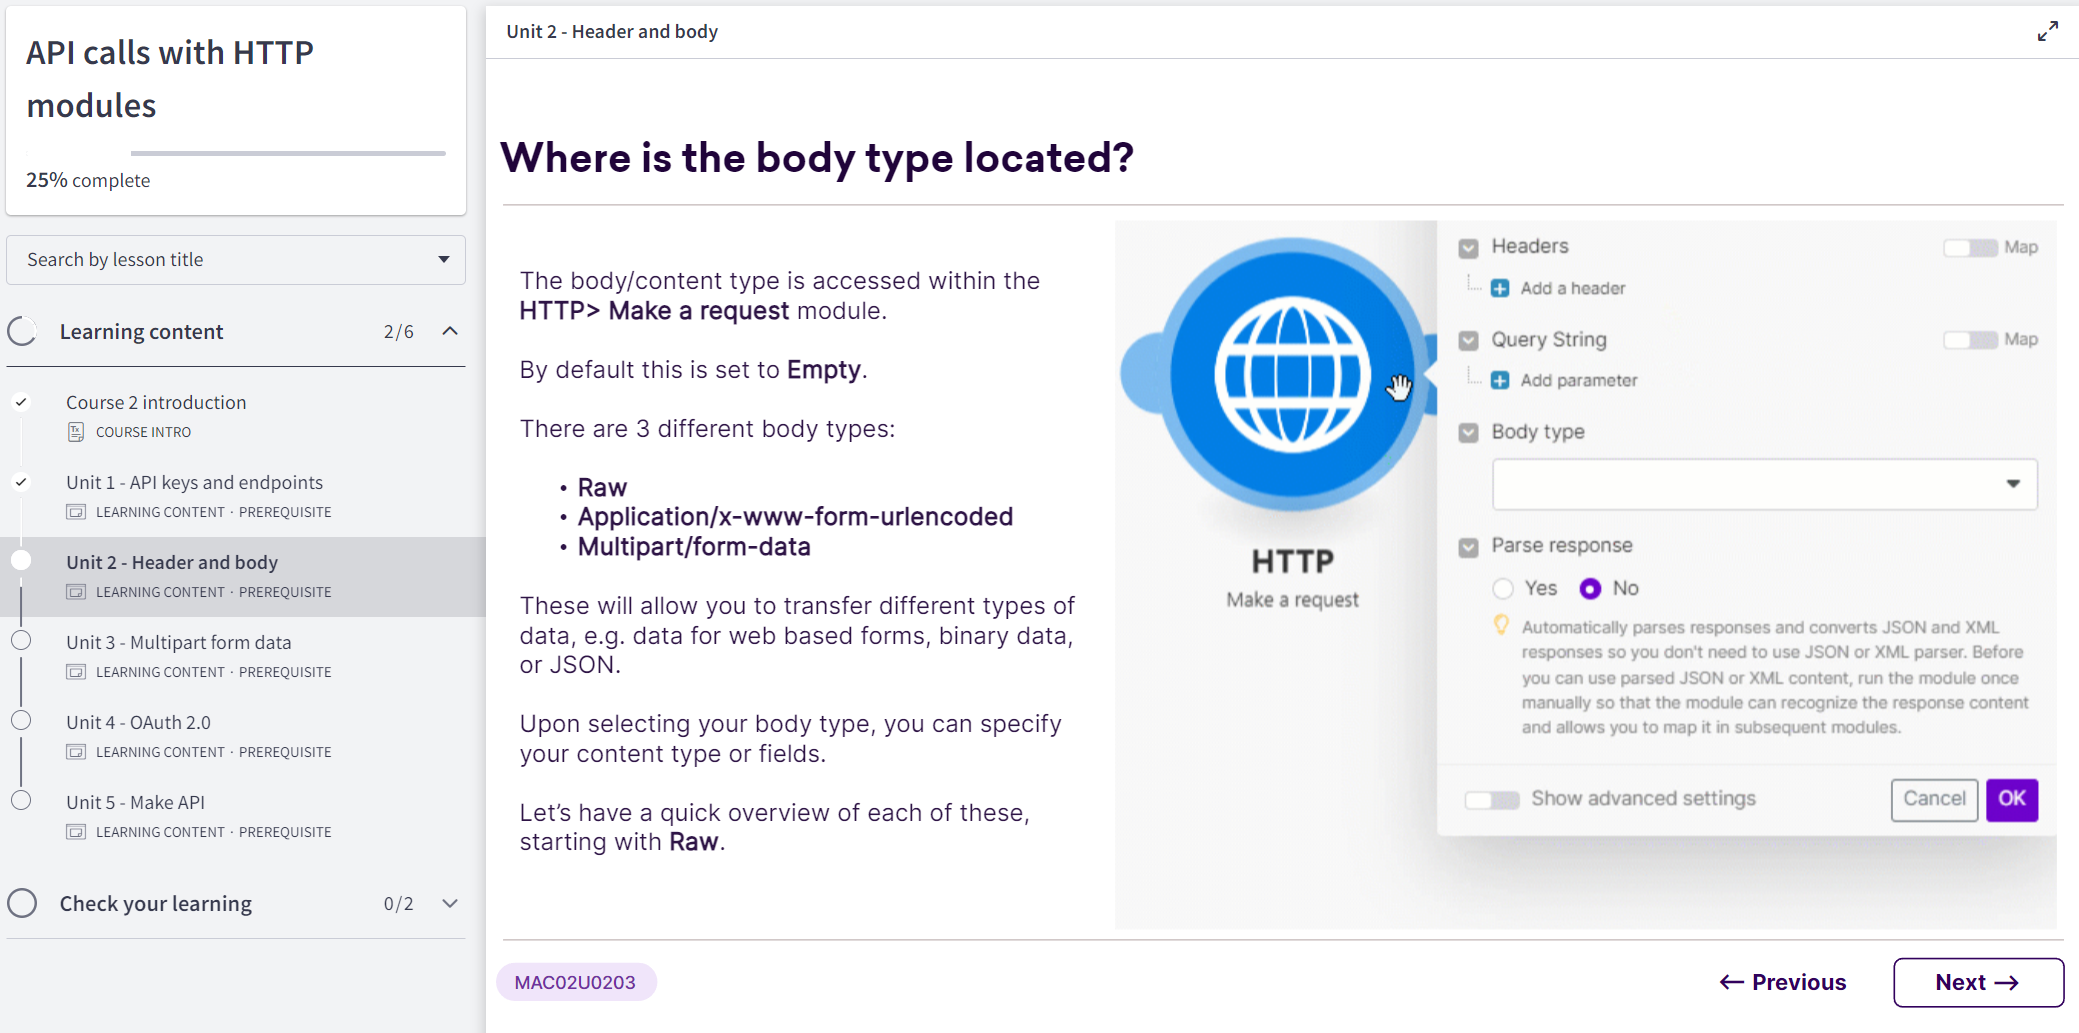 API calls with HTTP
modules
25% complete
Search by lesson title
Learning content 2/6
Course 2 introduction
COURSE INTRO
Unit 1 - API keys and endpoints
LEARNING CONTENT · PREREQUISITE
Unit 2 - Header and body
LEARNING CONTENT · PREREQUISITE
Unit 3 - Multipart form data
LEARNING CONTENT · PREREQUISITE
Unit 4 - OAuth 2.0
LEARNING CONTENT · PREREQUISITE
Unit 5 - Make API
LEARNING CONTENT · PREREQUISITE
Check your learning 0/2
Unit 2 - Header and body
Where is the body type located?
The body/content type is accessed within the
HTTP> Make a request module.
By default this is set to Empty.
There are 3 different body types:
• Raw
• Application/x-www-form-urlencoded
• Multipart/form-data
These will allow you to transfer different types of
data, e.g. data for web based forms, binary data,
or JSON.
Upon selecting your body type, you can specify
your content type or fields.
Let's have a quick overview of each of these,
starting with Raw.
HTTP
Make a request
Headers Map
Add a header
Query String Map
Add parameter
Body type
Parse response
Yes No
Automatically parses responses and converts JSON and XML
responses so you don't need to use JSON or XML parser. Before
you can use parsed JSON or XML content, run the module once
manually so that the module can recognize the response content
and allows you to map it in subsequent modules.
Show advanced settings Cancel OK
MAC02U0203
← Previous Next →